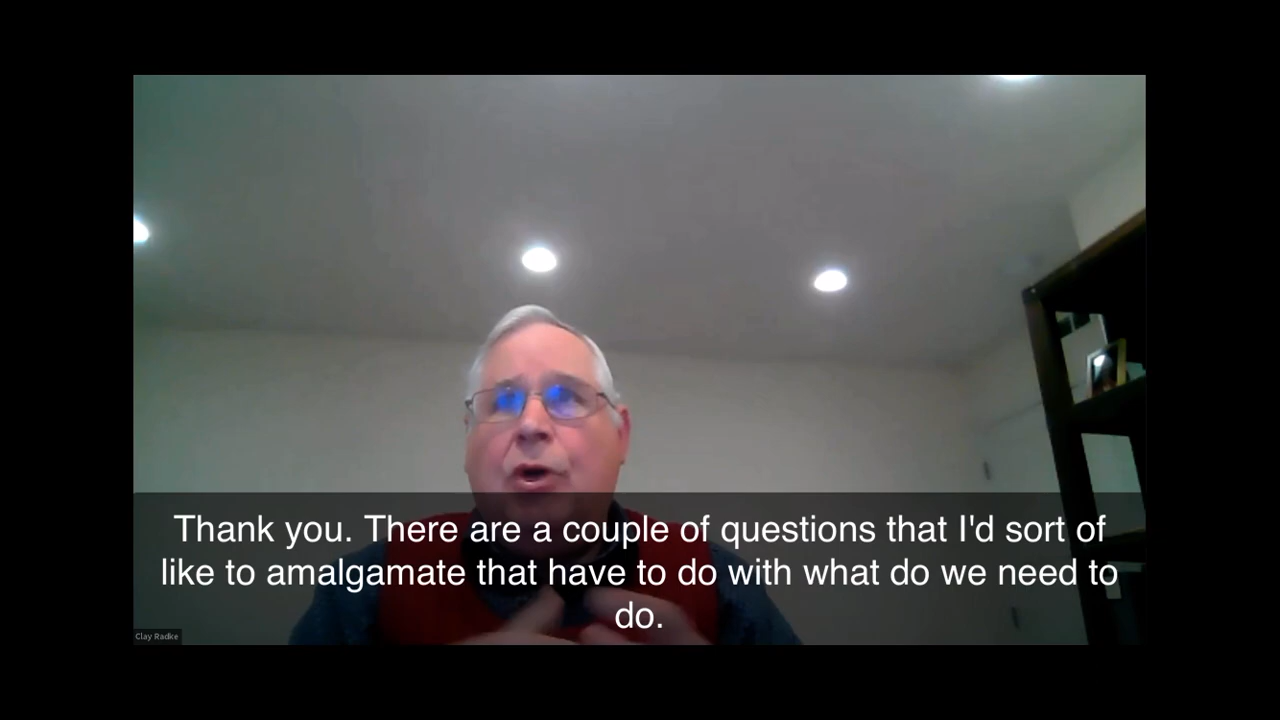 Thank you. There are a couple of questions that I'd sort of
like to amalgamate that have to do with what do we need to
do.
Clay Radke